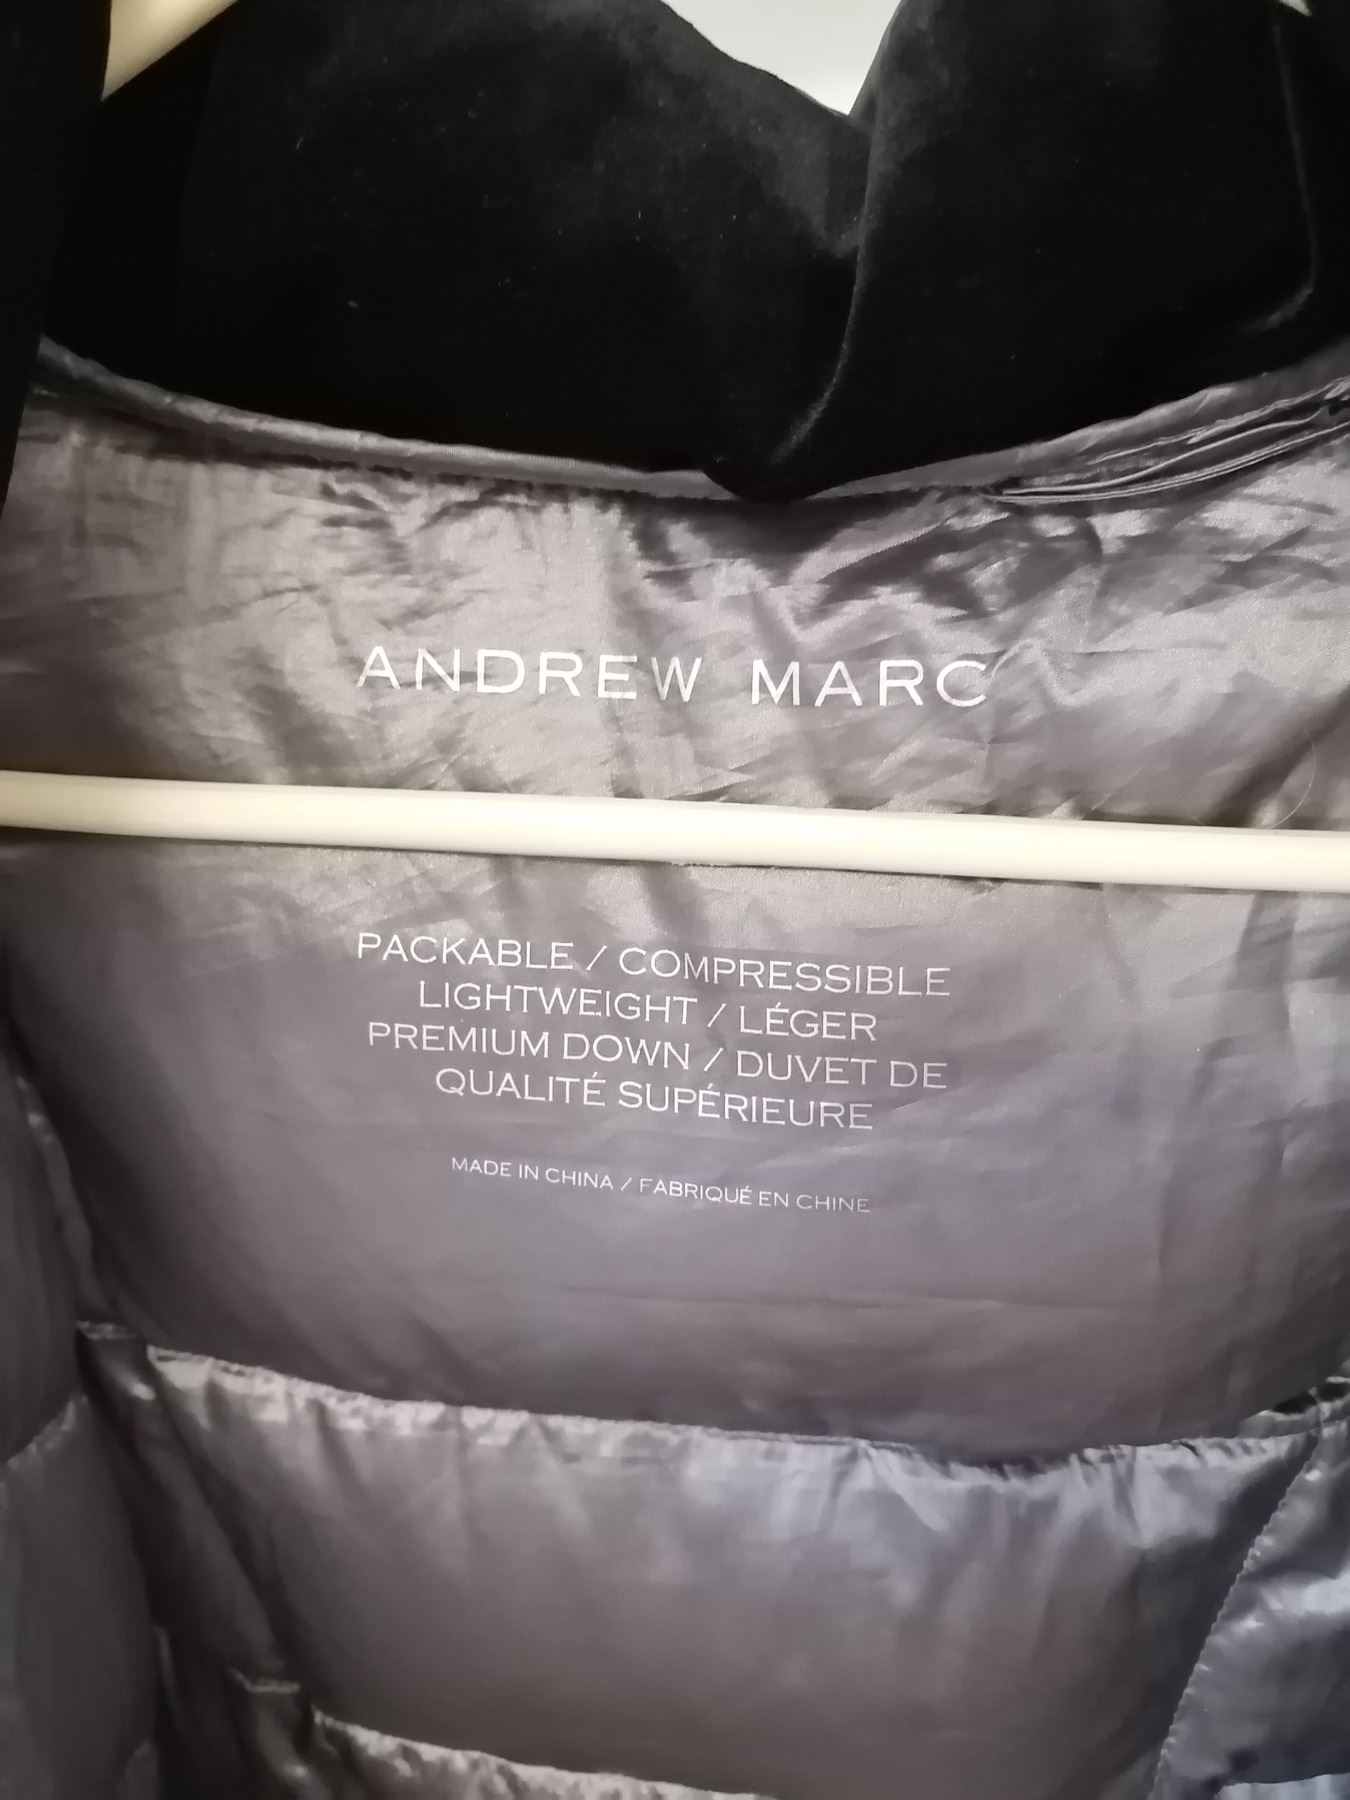 ANDREW MARC
PACKABLE / COMPRESSIBLE
LIGHTWEIGHT / LÉGER
PREMIUM DOWN / DUVET DE
QUALITÉ SUPÉRIEURE
MADE IN CHINA / FABRIQUÉ EN CHINE